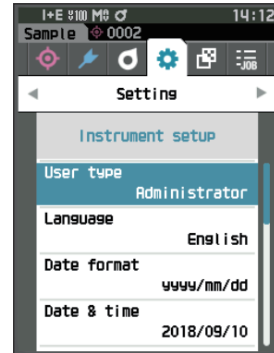 I+E M 14:12
Sample 0002
-JOB
Setting
Instrument setup
User type
Administrator
Language
English
Date format
yyyy/mm/dd
Date & time
2018/09/10